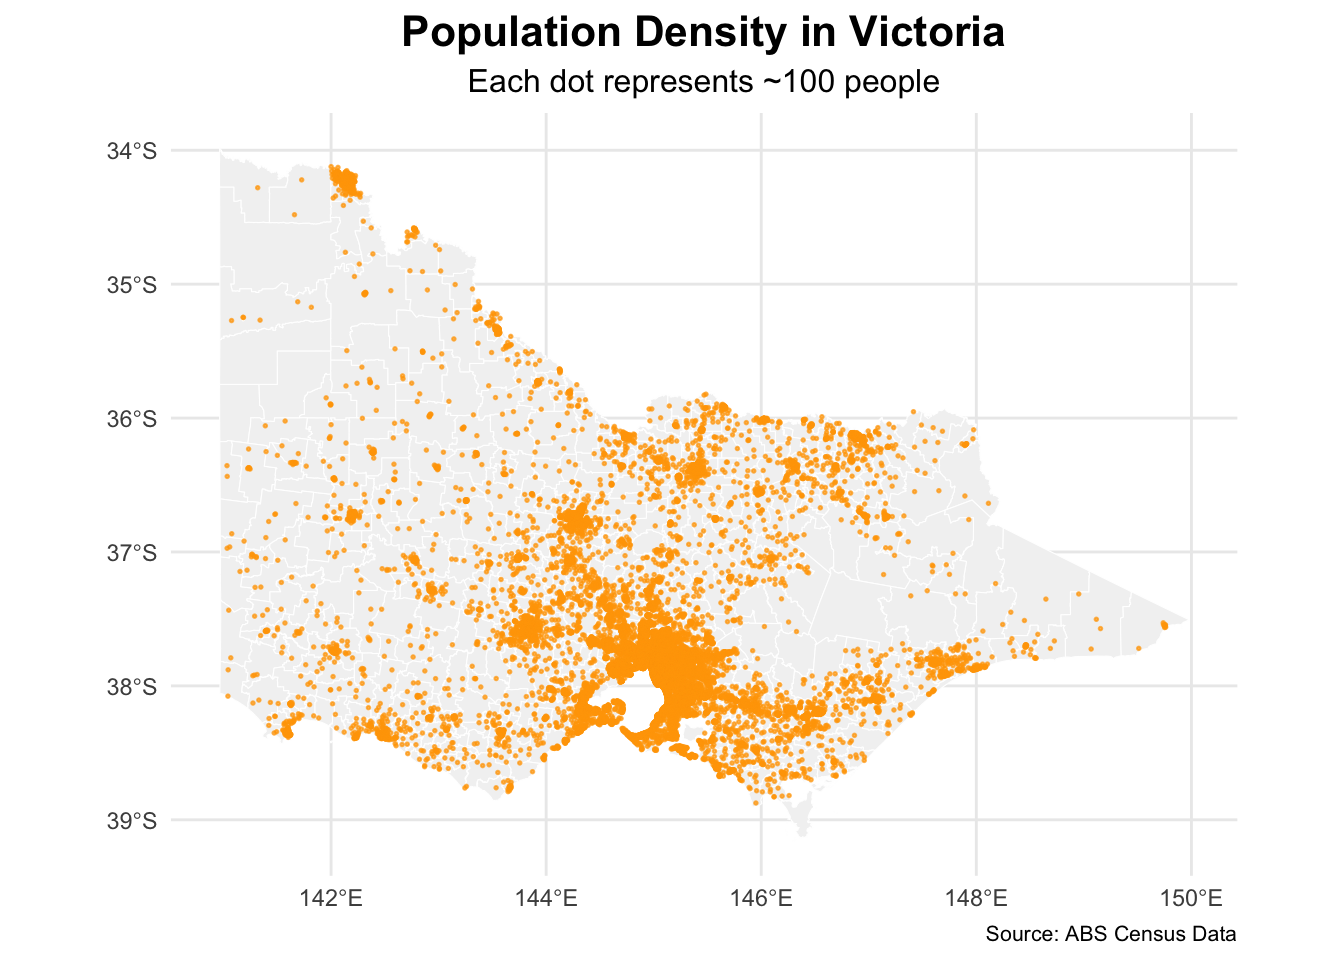 Population Density in Victoria
Each dot represents ~100 people
34°S
35°S
36°S
37°S
38°S
39°S
142°E
144°E
146°E
148°E
150°E
Source: ABS Census Data